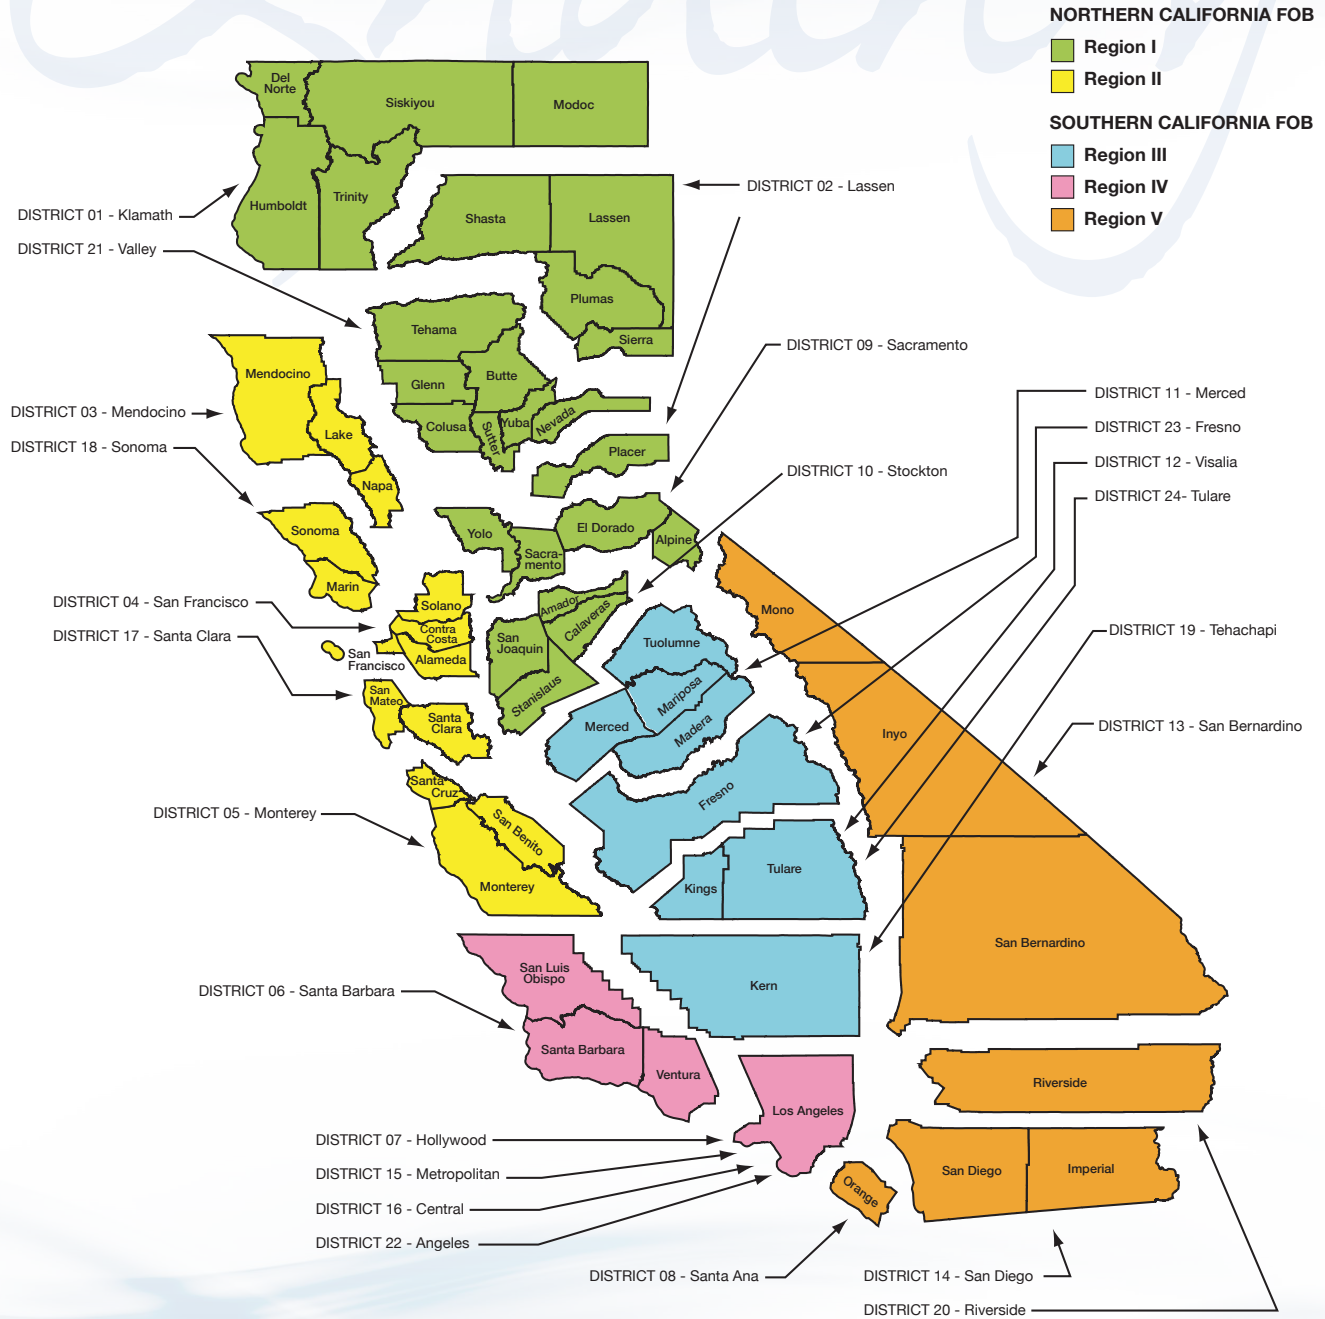 NORTHERN CALIFORNIA FOB
Region I
Region II
SOUTHERN CALIFORNIA FOB
Region III
Region IV
Region V
Del
Norte
Siskiyou
Modoc
Humboldt
Trinity
Shasta
Lassen
Plumas
Sierra
DISTRICT 01 - Klamath
DISTRICT 02 - Lassen
DISTRICT 21 - Valley
Tehama
Glenn
Butte
Colusa
Sutter
Yuba
Nevada
Placer
DISTRICT 09 - Sacramento
Mendocino
Lake
Napa
DISTRICT 03 - Mendocino
DISTRICT 18 - Sonoma
DISTRICT 11 - Merced
DISTRICT 23 - Fresno
DISTRICT 12 - Visalia
DISTRICT 24- Tulare
DISTRICT 10 - Stockton
Sonoma
Marin
Yolo
Sacra-
mento
El Dorado
Alpine
DISTRICT 04 - San Francisco
DISTRICT 17 - Santa Clara
Solano
Contra
Costa
Alameda
San
Francisco
San
Mateo
Santa
Clara
Amador
Calaveras
San
Joaquin
Stanislaus
Tuolumne
Mariposa
Merced
Madera
Mono
Inyo
DISTRICT 19 - Tehachapi
DISTRICT 13 - San Bernardino
Santa
Cruz
San Benito
Monterey
DISTRICT 05 - Monterey
Fresno
Kings
Tulare
San Bernardino
San Luis
Obispo
Kern
DISTRICT 06 - Santa Barbara
Santa Barbara
Ventura
Los Angeles
Riverside
DISTRICT 07 - Hollywood
DISTRICT 15 - Metropolitan
DISTRICT 16 - Central
DISTRICT 22 - Angeles
Orange
San Diego
Imperial
DISTRICT 08 - Santa Ana
DISTRICT 14 - San Diego
DISTRICT 20 - Riverside